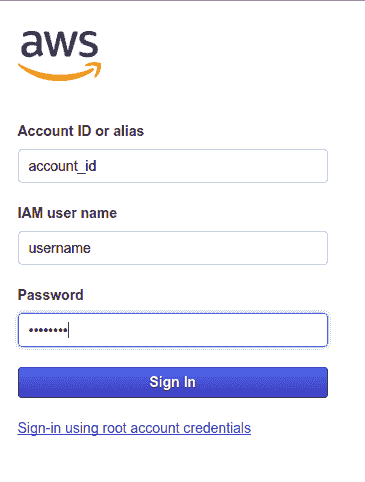 aws
Account ID or alias
account_id
IAM user name
username
Password
••••••••
Sign In
Sign-in using root account credentials